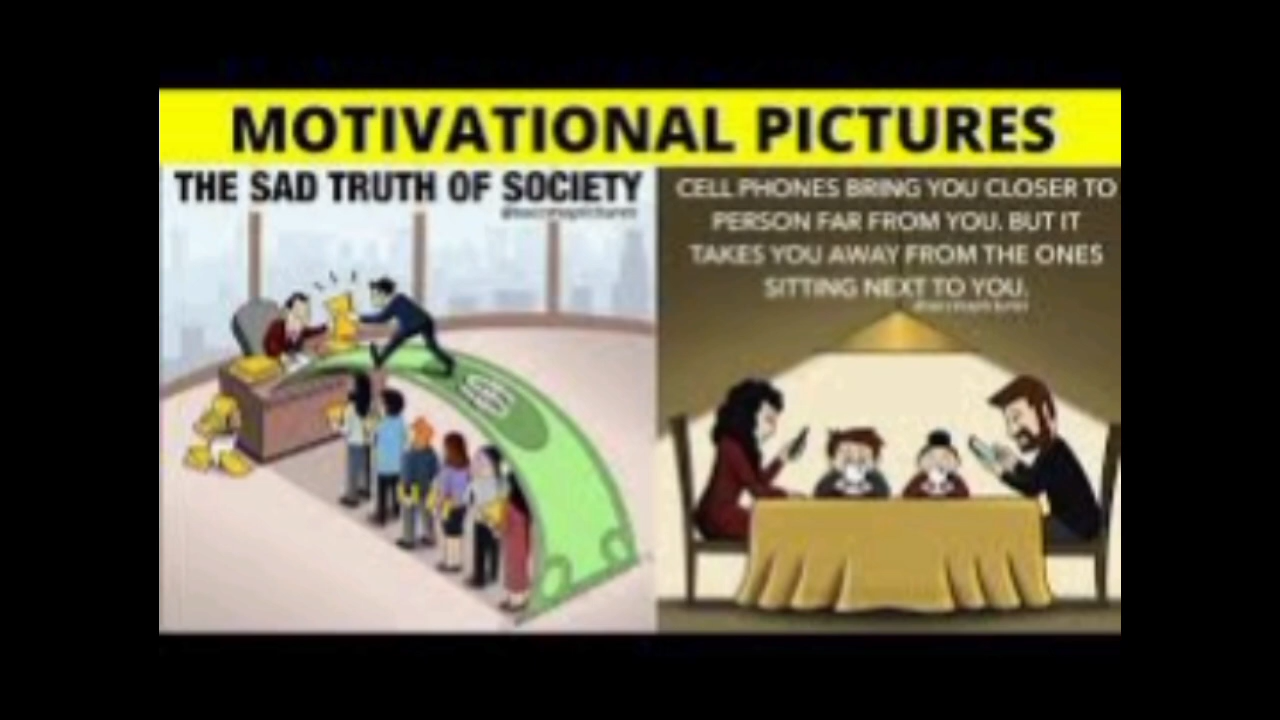 MOTIVATIONAL PICTURES
THE SAD TRUTH OF SOCIETY
CELL PHONES BRING YOU CLOSER TO
PERSON FAR FROM YOU. BUT IT
TAKES YOU AWAY FROM THE ONES
SITTING NEXT TO YOU.